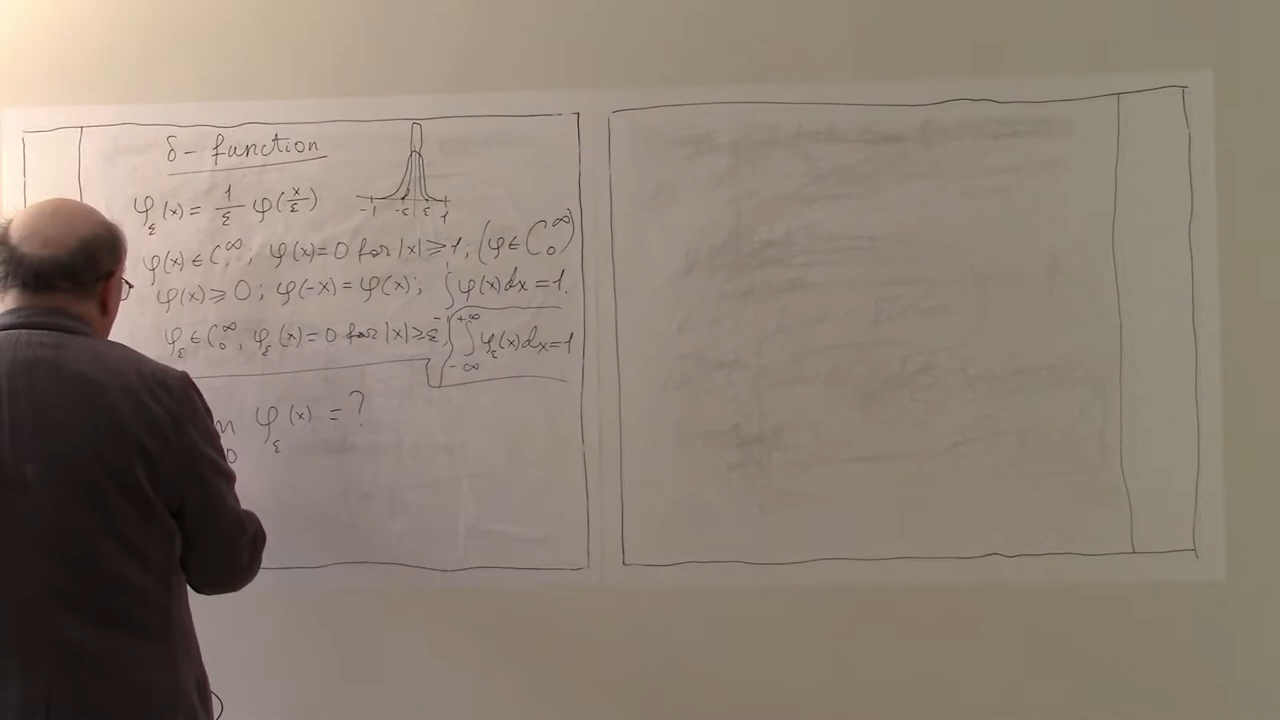 δ - function
φ_ε(x) = 1/ε φ(x/ε)
-1 -ε ε 1
φ(x) ∈ C^∞; φ(x) = 0 for |x| ≥ 1; (φ ∈ C_0^∞)
φ(x) ≥ 0; φ(-x) = φ(x); ∫φ(x)dx = 1.
φ_ε ∈ C_0^∞, φ_ε(x) = 0 for |x| ≥ ε, ∫_{-∞}^{+∞} φ_ε(x)dx = 1
φ_ε(x) = ?